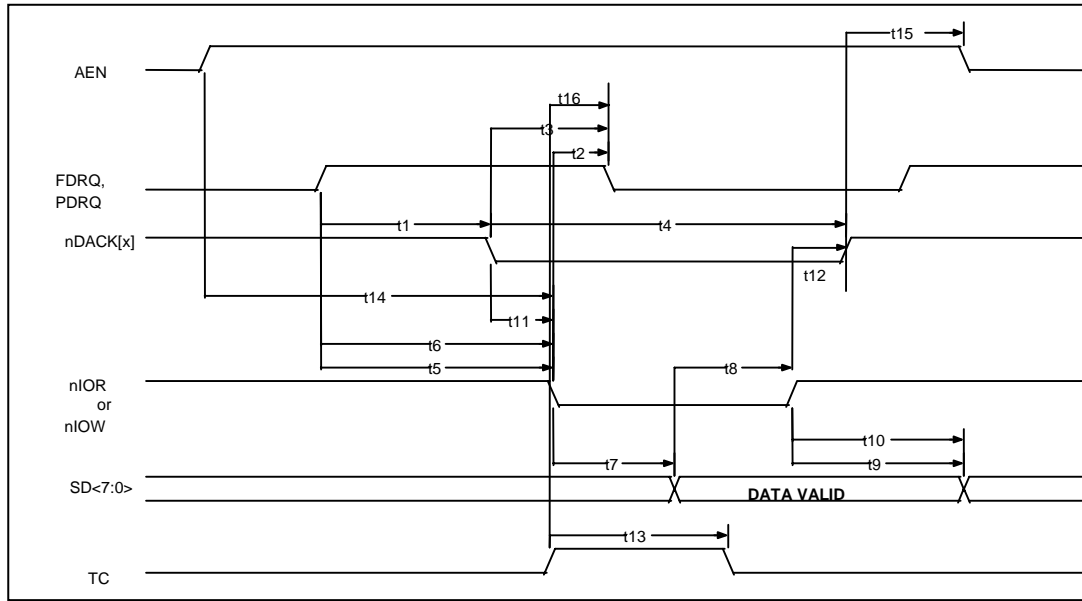 t15
AEN
t16
t3
t2
FDRQ,
PDRQ
t1
t4
nDACK[x]
t12
t14
t11
t6
t5
t8
nIOR
or
nIOW
t10
t7
t9
SD<7:0>
DATA VALID
t13
TC